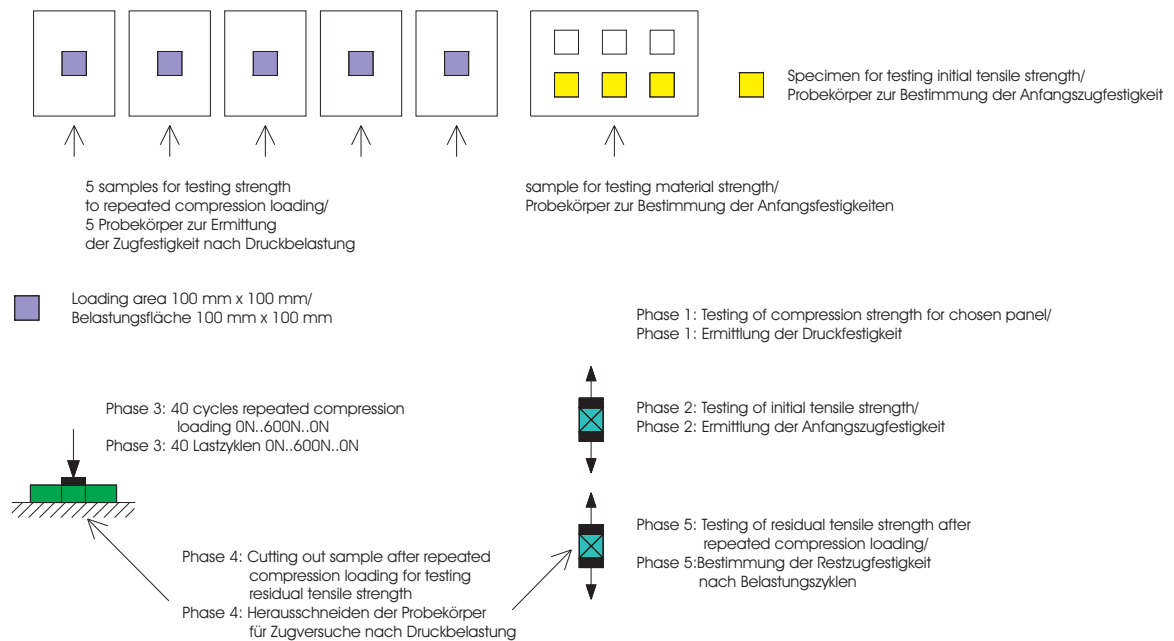 Specimen for testing initial tensile strength/
Probekörper zur Bestimmung der Anfangszugfestigkeit
5 samples for testing strength
to repeated compression loading/
5 Probekörper zur Ermittung
der Zugfestigkeit nach Druckbelastung
sample for testing material strength/
Probekörper zur Bestimmung der Anfangsfestigkeiten
Loading area 100 mm x 100 mm/
Belastungsfläche 100 mm x 100 mm
Phase 1: Testing of compression strength for chosen panel/
Phase 1: Ermittlung der Druckfestigkeit
Phase 3: 40 cycles repeated compression
loading 0N..600N..0N
Phase 3: 40 Lastzyklen 0N..600N..0N
Phase 2: Testing of initial tensile strength/
Phase 2: Ermittlung der Anfangszugfestigkeit
Phase 4: Cutting out sample after repeated
compression loading for testing
residual tensile strength
Phase 4: Herausschneiden der Probekörper
für Zugversuche nach Druckbelastung
Phase 5: Testing of residual tensile strength after
repeated compression loading/
Phase 5:Bestimmung der Restzugfestigkeit
nach Belastungszyklen